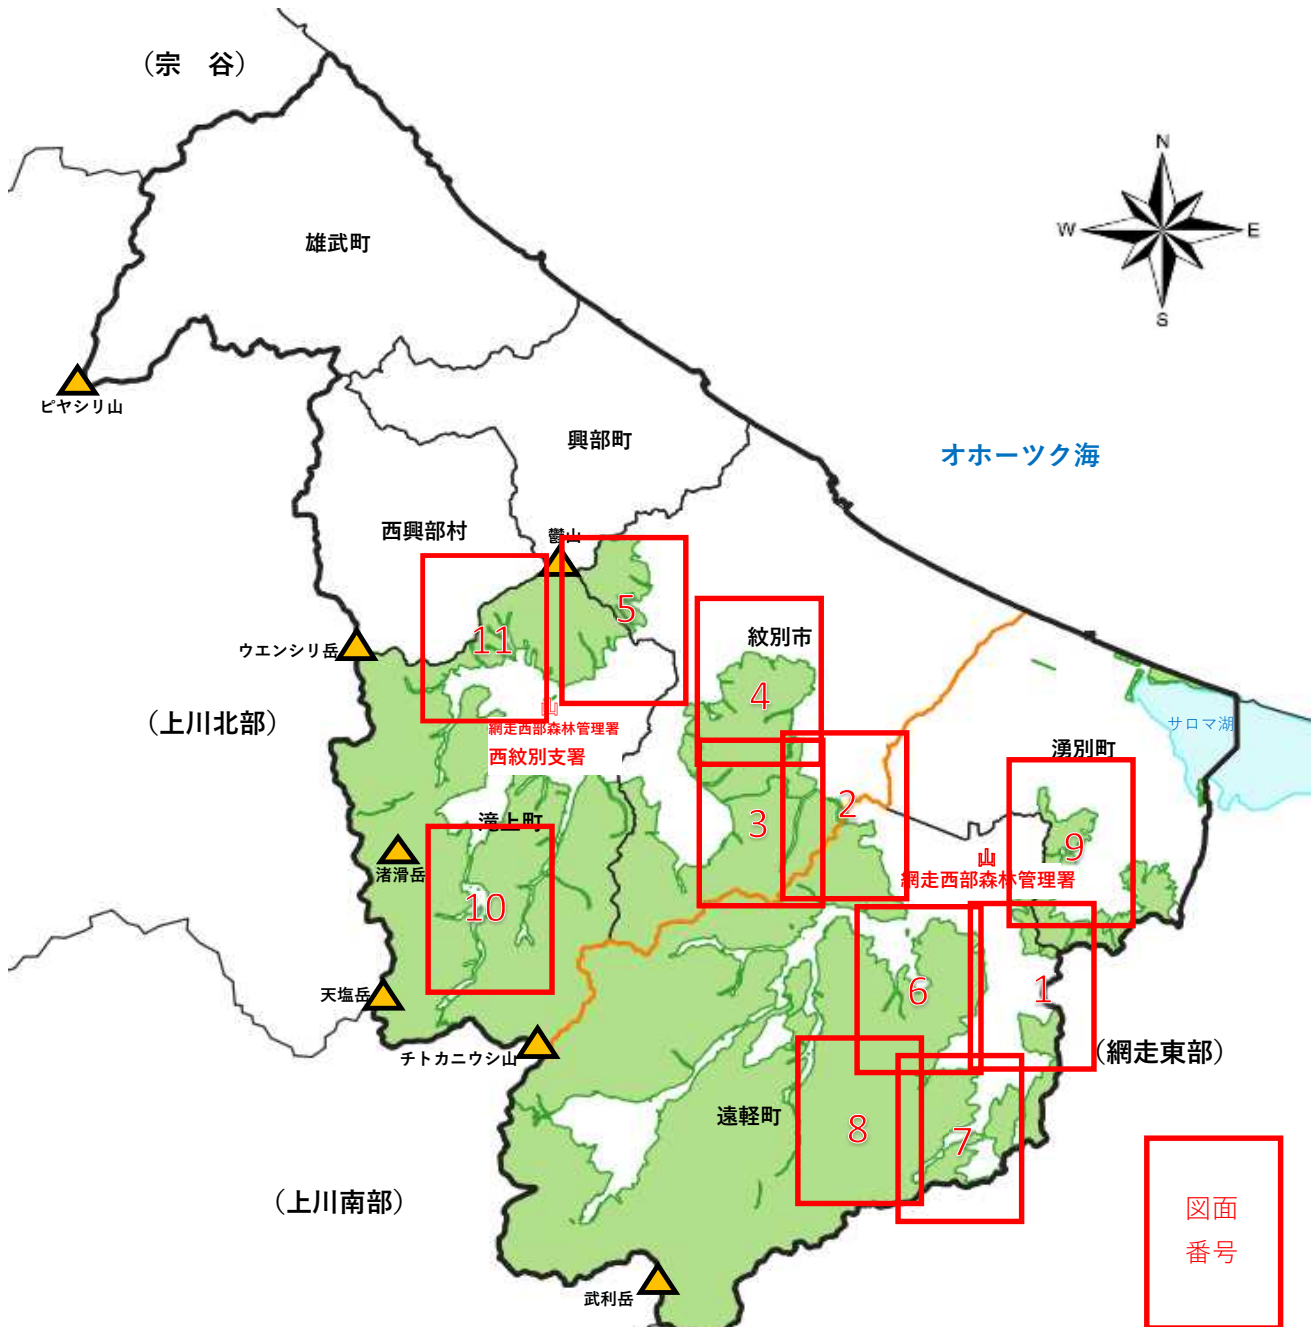 （宗　谷）
N
W
E
S
雄武町
ピヤシリ山
興部町
オホーツク海
西興部村
鬱山
5
紋別市
11
ウエンシリ岳
4
（上川北部）
サロマ湖
網走西部森林管理署
西紋別支署
湧別町
滝上町
3
2
9
渚滑岳
網走西部森林管理署
10
天塩岳
6
1
チトカニウシ山
（網走東部）
遠軽町
8
7
（上川南部）
図面
番号
武利岳